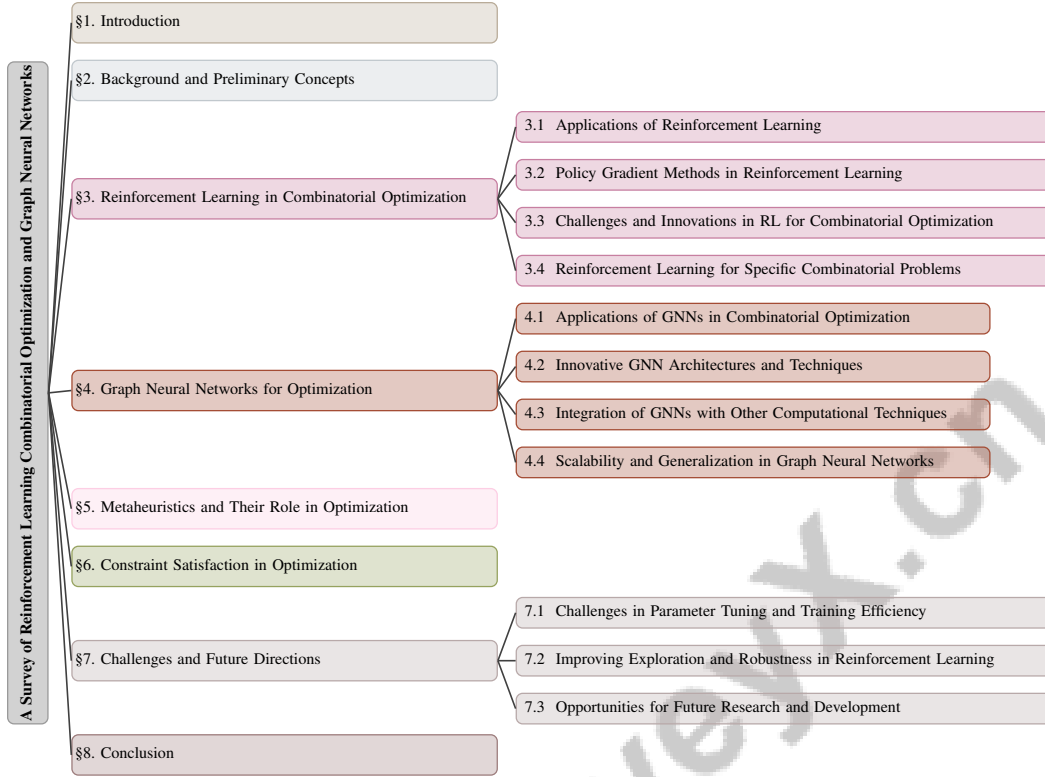 A Survey of Reinforcement Learning Combinatorial Optimization and Graph Neural Networks
§1. Introduction
§2. Background and Preliminary Concepts
§3. Reinforcement Learning in Combinatorial Optimization
3.1 Applications of Reinforcement Learning
3.2 Policy Gradient Methods in Reinforcement Learning
3.3 Challenges and Innovations in RL for Combinatorial Optimization
3.4 Reinforcement Learning for Specific Combinatorial Problems
§4. Graph Neural Networks for Optimization
4.1 Applications of GNNs in Combinatorial Optimization
4.2 Innovative GNN Architectures and Techniques
4.3 Integration of GNNs with Other Computational Techniques
4.4 Scalability and Generalization in Graph Neural Networks
§5. Metaheuristics and Their Role in Optimization
§6. Constraint Satisfaction in Optimization
§7. Challenges and Future Directions
7.1 Challenges in Parameter Tuning and Training Efficiency
7.2 Improving Exploration and Robustness in Reinforcement Learning
7.3 Opportunities for Future Research and Development
§8. Conclusion
veyx.cn